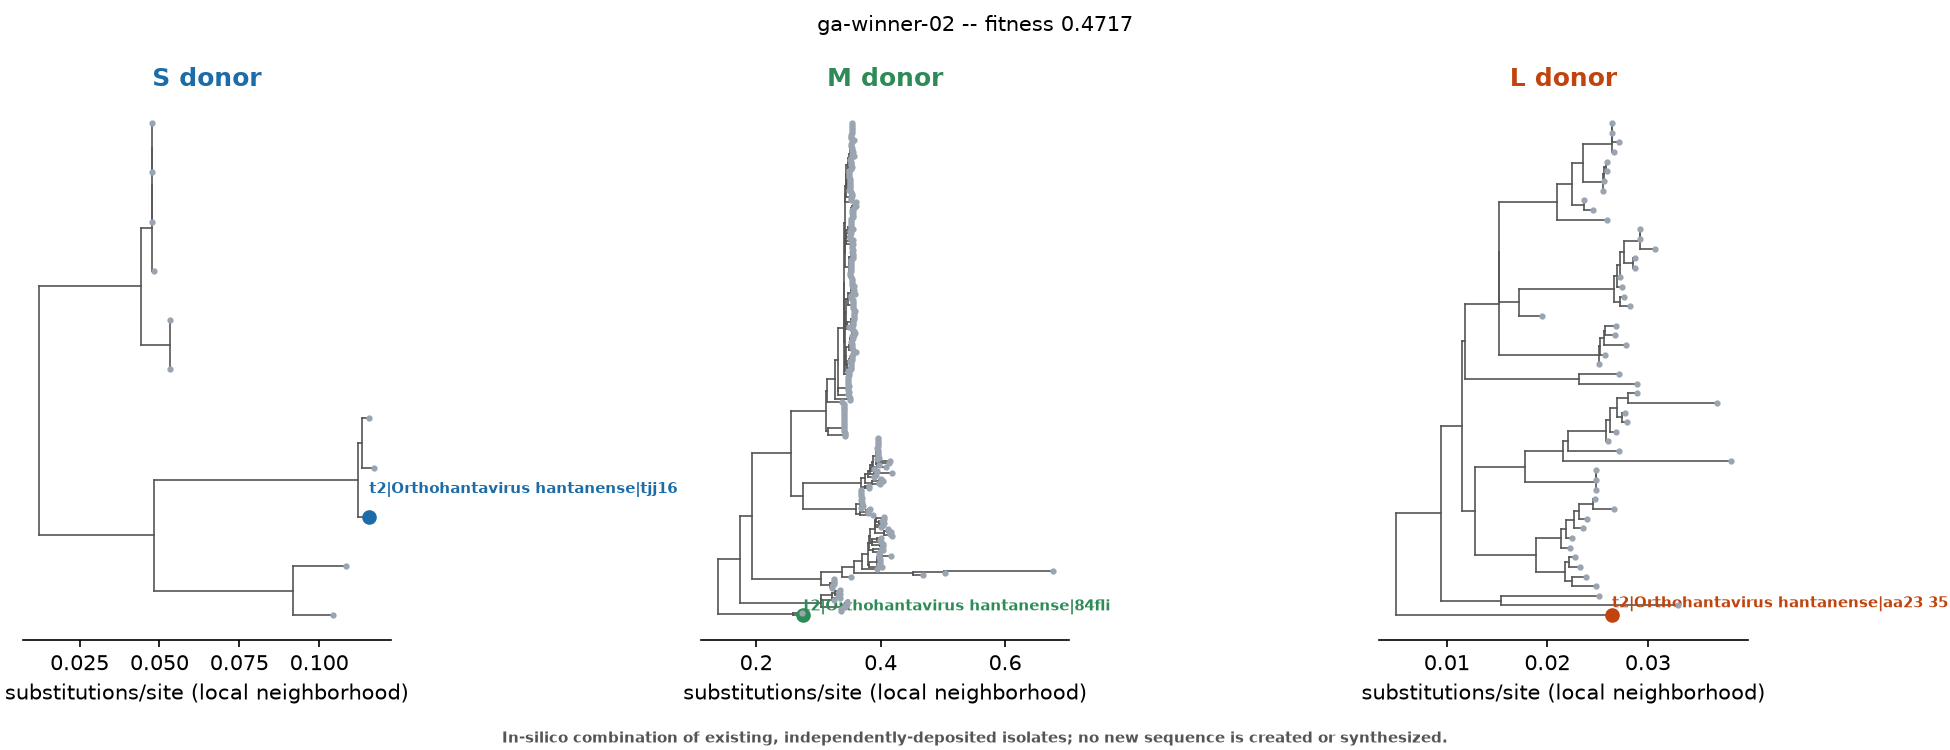 ga-winner-02 -- fitness 0.4717
S donor
M donor
L donor
t2|Orthohantavirus hantanense|tjj16
t2|Orthohantavirus hantanense|84fli
t2|Orthohantavirus hantanense|aa23 35
0.025 0.050 0.075 0.100
0.2 0.4 0.6
0.01 0.02 0.03
substitutions/site (local neighborhood)
substitutions/site (local neighborhood)
substitutions/site (local neighborhood)
In-silico combination of existing, independently-deposited isolates; no new sequence is created or synthesized.